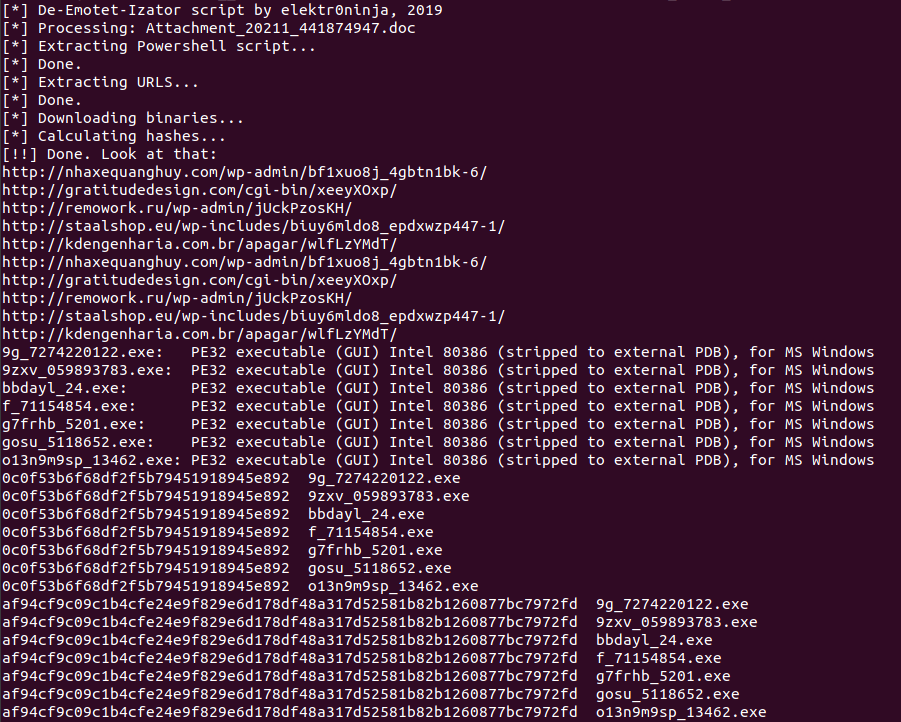 [*] De-Emotet-Izator script by elektr0ninja, 2019
[*] Processing: Attachment_20211_441874947.doc
[*] Extracting Powershell script...
[*] Done.
[*] Extracting URLS...
[*] Done.
[*] Downloading binaries...
[*] Calculating hashes...
[!!] Done. Look at that:
http://nhaxequanghuy.com/wp-admin/bf1xuo8j_4gbtn1bk-6/
http://gratitudedesign.com/cgi-bin/xeeyXOxp/
http://remowork.ru/wp-admin/jUckPzosKH/
http://staalshop.eu/wp-includes/biuy6mldo8_epdxwzp447-1/
http://kdengenharia.com.br/apagar/wlfLzYMdT/
http://nhaxequanghuy.com/wp-admin/bf1xuo8j_4gbtn1bk-6/
http://gratitudedesign.com/cgi-bin/xeeyXOxp/
http://remowork.ru/wp-admin/jUckPzosKH/
http://staalshop.eu/wp-includes/biuy6mldo8_epdxwzp447-1/
http://kdengenharia.com.br/apagar/wlfLzYMdT/
9g_7274220122.exe:   PE32 executable (GUI) Intel 80386 (stripped to external PDB), for MS Windows
9zxv_059893783.exe:  PE32 executable (GUI) Intel 80386 (stripped to external PDB), for MS Windows
bbdayl_24.exe:       PE32 executable (GUI) Intel 80386 (stripped to external PDB), for MS Windows
f_71154854.exe:      PE32 executable (GUI) Intel 80386 (stripped to external PDB), for MS Windows
g7frhb_5201.exe:     PE32 executable (GUI) Intel 80386 (stripped to external PDB), for MS Windows
gosu_5118652.exe:    PE32 executable (GUI) Intel 80386 (stripped to external PDB), for MS Windows
o13n9m9sp_13462.exe: PE32 executable (GUI) Intel 80386 (stripped to external PDB), for MS Windows
0c0f53b6f68df2f5b79451918945e892  9g_7274220122.exe
0c0f53b6f68df2f5b79451918945e892  9zxv_059893783.exe
0c0f53b6f68df2f5b79451918945e892  bbdayl_24.exe
0c0f53b6f68df2f5b79451918945e892  f_71154854.exe
0c0f53b6f68df2f5b79451918945e892  g7frhb_5201.exe
0c0f53b6f68df2f5b79451918945e892  gosu_5118652.exe
0c0f53b6f68df2f5b79451918945e892  o13n9m9sp_13462.exe
af94cf9c09c1b4cfe24e9f829e6d178df48a317d52581b82b1260877bc7972fd  9g_7274220122.exe
af94cf9c09c1b4cfe24e9f829e6d178df48a317d52581b82b1260877bc7972fd  9zxv_059893783.exe
af94cf9c09c1b4cfe24e9f829e6d178df48a317d52581b82b1260877bc7972fd  bbdayl_24.exe
af94cf9c09c1b4cfe24e9f829e6d178df48a317d52581b82b1260877bc7972fd  f_71154854.exe
af94cf9c09c1b4cfe24e9f829e6d178df48a317d52581b82b1260877bc7972fd  g7frhb_5201.exe
af94cf9c09c1b4cfe24e9f829e6d178df48a317d52581b82b1260877bc7972fd  gosu_5118652.exe
af94cf9c09c1b4cfe24e9f829e6d178df48a317d52581b82b1260877bc7972fd  o13n9m9sp_13462.exe